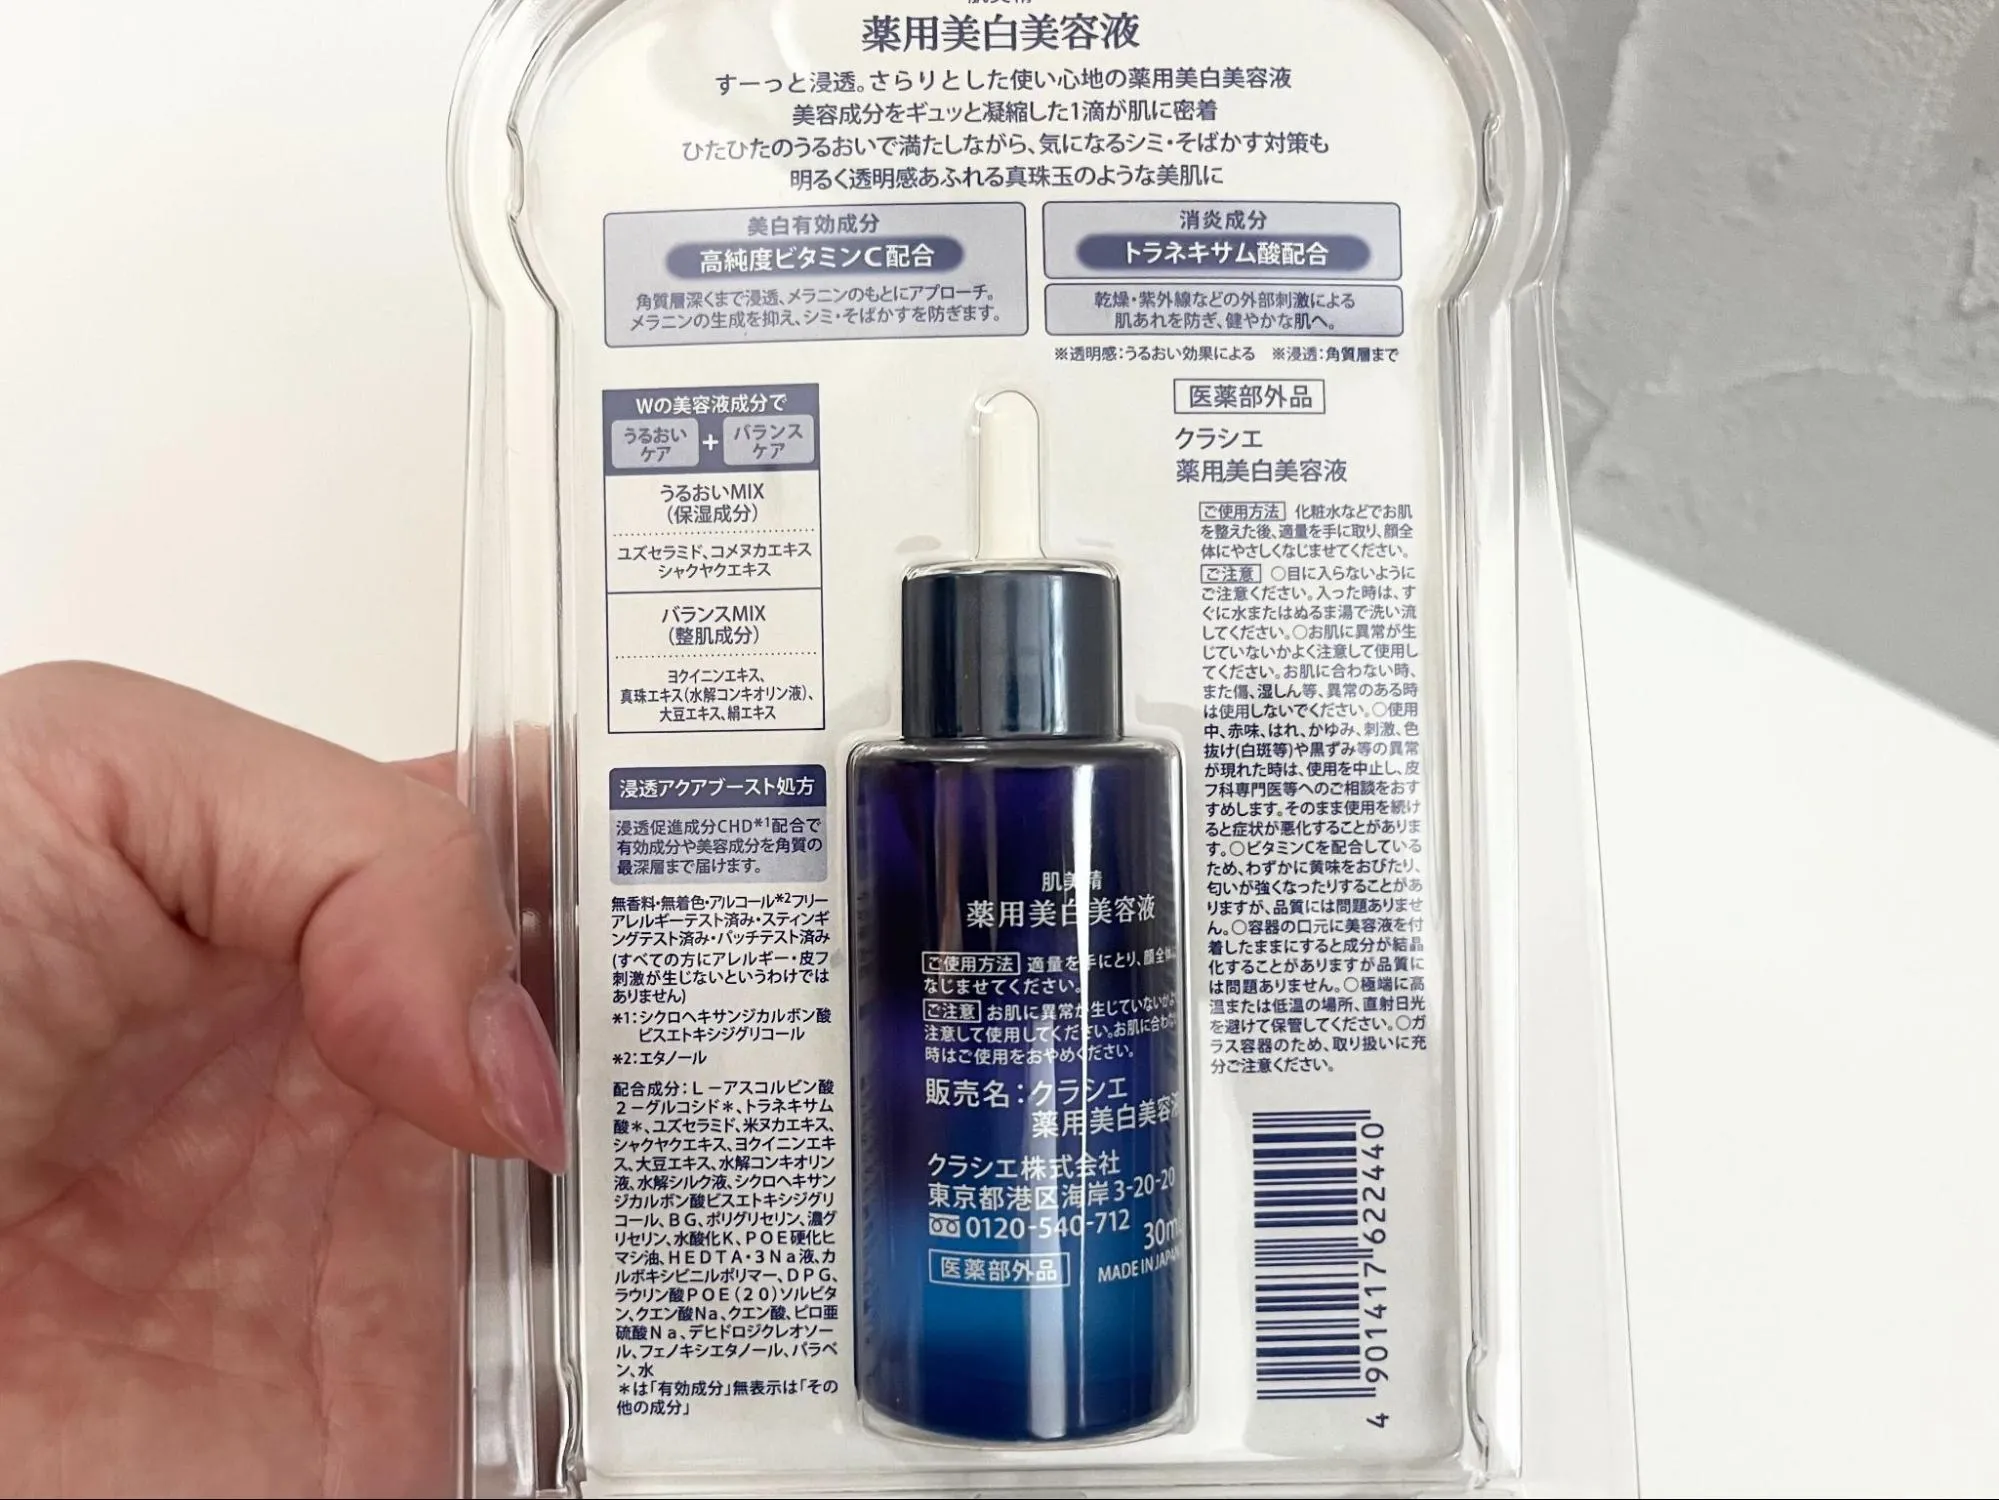 薬用美白美容液
すーっと浸透。さらりとした使い心地の薬用美白美容液
美容成分をギュッと凝縮した1滴が肌に密着
ひたひたのうるおいで満たしながら、気になるシミ・そばかす対策も
明るく透明感あふれる真珠玉のような美肌に
美白有効成分
高純度ビタミンC配合
角質層深くまで浸透、メラニンのもとにアプローチ。
メラニンの生成を抑え、シミ・そばかすを防ぎます。
消炎成分
トラネキサム酸配合
乾燥・紫外線などの外部刺激による
肌あれを防ぎ、健やかな肌へ。
※透明感：うるおい効果による　※浸透：角質層まで
Wの美容液成分で
うるおい
ケア
+
バランス
ケア
うるおいMIX
（保湿成分）
ユズセラミド、コメヌカエキス
シャクヤクエキス
バランスMIX
（整肌成分）
ヨクイニンエキス、
真珠エキス（水解コンキオリン液）、
大豆エキス、絹エキス
浸透アクアブースト処方
浸透促進成分CHD*1配合で
有効成分や美容成分を角質の
最深層まで届けます。
無香料・無着色・アルコール*2フリー
アレルギーテスト済み・スティンギ
ングテスト済み・パッチテスト済み
(すべての方にアレルギー・皮フ
刺激が生じないというわけでは
ありません)
*1：シクロヘキサンジカルボン酸
ビスエトキシジグリコール
*2：エタノール
配合成分：Ｌ－アスコルビン酸
２－グルコシド＊、トラネキサム
酸＊、ユズセラミド、米ヌカエキス、
シャクヤクエキス、ヨクイニンエキ
ス、大豆エキス、水解コンキオリン
液、水解シルク液、シクロヘキサン
ジカルボン酸ビスエトキシジグリ
コール、ＢＧ、ポリグリセリン、濃グ
リセリン、水酸化Ｋ、ＰＯＥ硬化ヒ
マシ油、ＨＥＤＴＡ・３Ｎａ液、カ
ルボキシビニルポリマー、ＤＰＧ、
ラウリン酸ＰＯＥ（２０）ソルビタ
ン、クエン酸Ｎａ、クエン酸、ピロ亜
硫酸Ｎａ、デヒドロジクレオソー
ル、フェノキシエタノール、パラベ
ン、水
＊は「有効成分」無表示は「その
他の成分」
医薬部外品
クラシエ
薬用美白美容液
ご使用方法 化粧水などでお肌
を整えた後、適量を手に取り、顔全
体にやさしくなじませてください。
ご注意 ○目に入らないように
ご注意ください。入った時は、す
ぐに水またはぬるま湯で洗い流
してください。○お肌に異常が生
じていないかよく注意して使用し
てください。お肌に合わない時、
また傷、湿しん等、異常のある時
は使用しないでください。○使用
中、赤味、はれ、かゆみ、刺激、色
抜け(白斑等)や黒ずみ等の異常
が現れた時は、使用を中止し、皮
フ科専門医等へのご相談をおす
すめします。そのまま使用を続け
ると症状が悪化することがありま
す。○ビタミンCを配合している
ため、わずかに黄味をおびたり、
匂いが強くなったりすることがあ
りますが、品質には問題ありませ
ん。○容器の口元に美容液を付
着したままにすると成分が結晶
化することがありますが品質に
は問題ありません。○極端に高
温または低温の場所、直射日光
を避けて保管してください。○ガ
ラス容器のため、取り扱いに充
分ご注意ください。
肌美精
薬用美白美容液
ご使用方法 適量を手にとり、顔全体に
なじませてください。
ご注意 お肌に異常が生じていないかよ
注意して使用してください。お肌に合わない
時はご使用をおやめください。
販売名：クラシエ
薬用美白美容液
クラシエ株式会社
東京都港区海岸3-20-20
0120-540-712
30mL
医薬部外品
MADE IN JAPAN
4 901417 622440